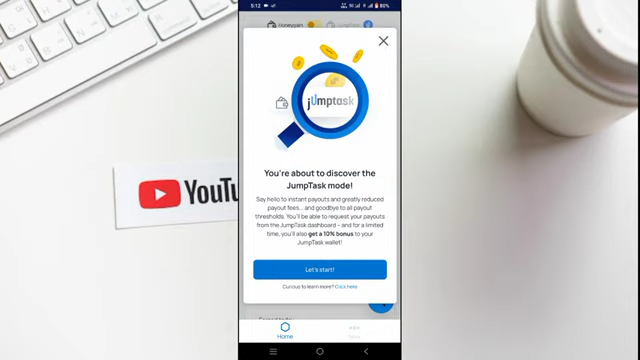 5:12
80%
honeygain
JumpTask
jumptask
You're about to discover the
JumpTask mode!
Say hello to instant payouts and greatly reduced
payout fees... and goodbye to all payout
thresholds. You'll be able to request your payouts
from the JumpTask dashboard – and for a limited
time, you'll also get a 10% bonus to your
JumpTask wallet!
Let's start!
Curious to learn more? Click here
Home
YouTu